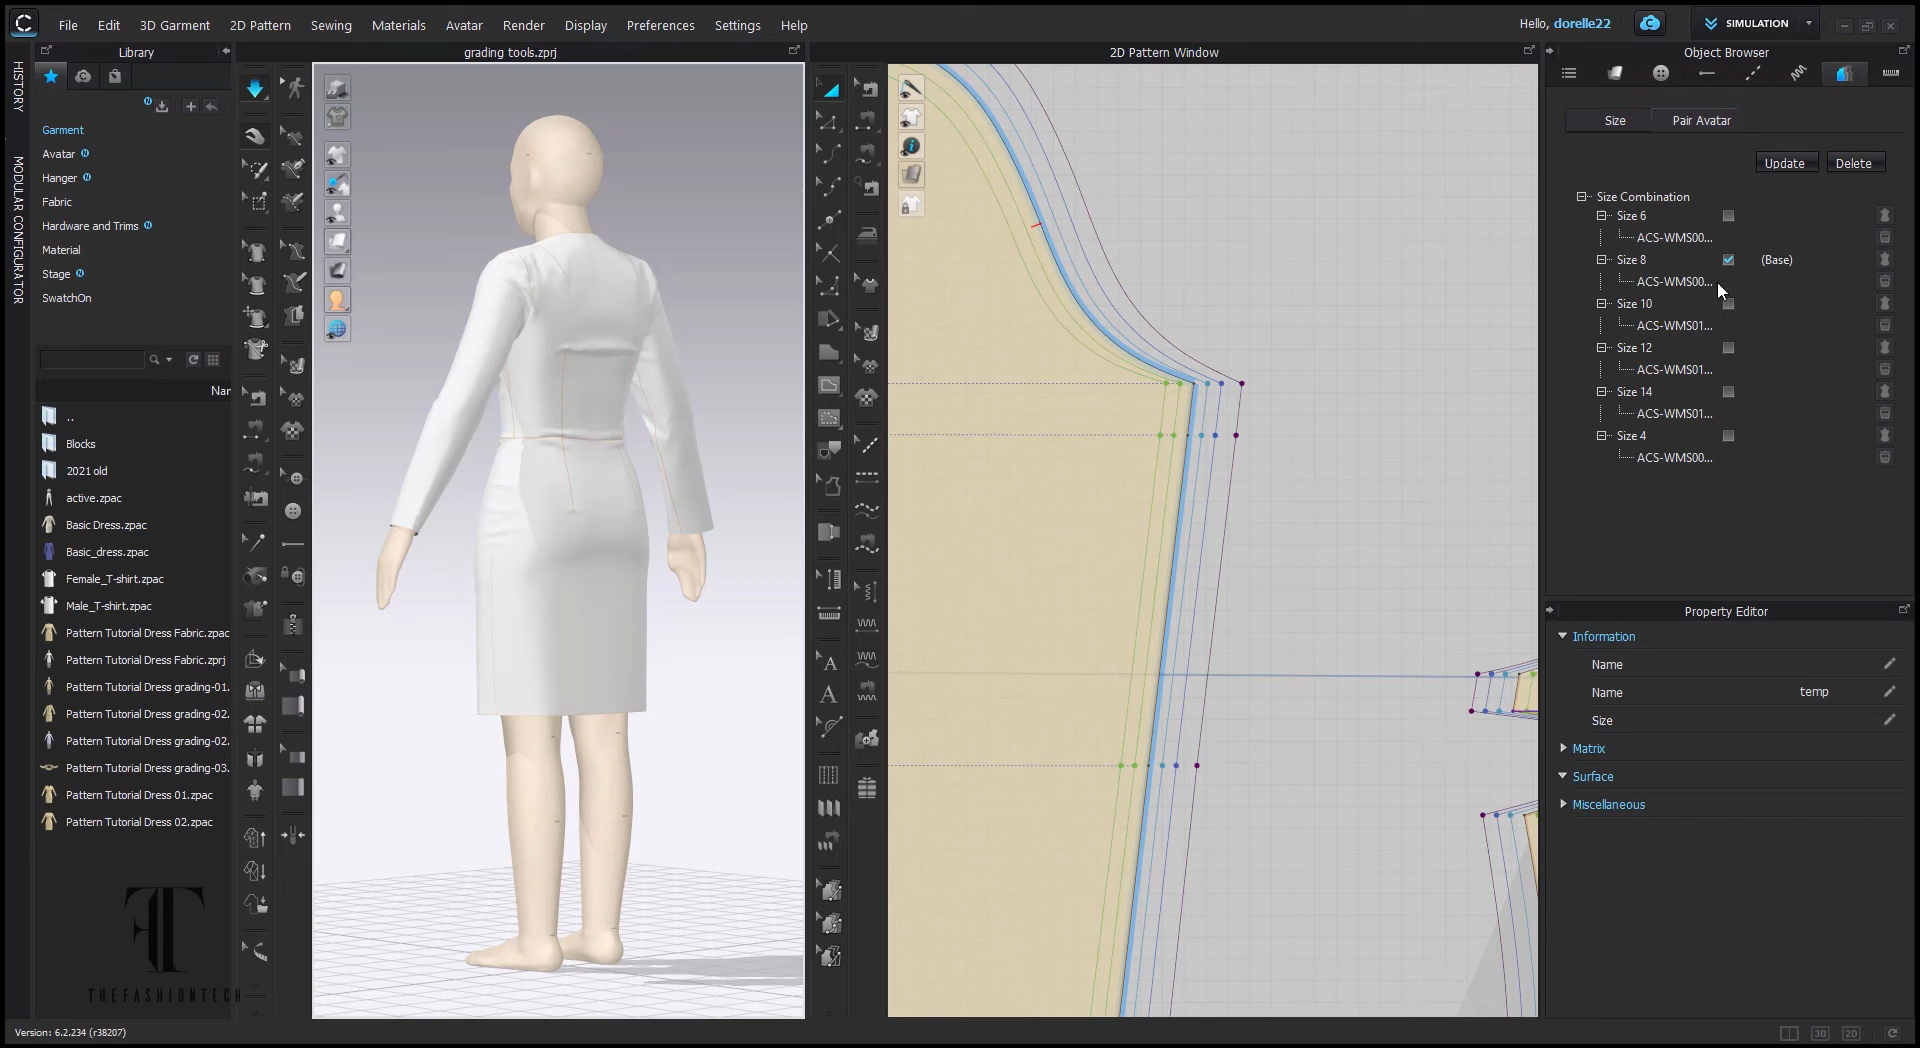 File Edit 3D Garment 2D Pattern Sewing Materials Avatar Render Display Preferences Settings Help
Hello, dorelle22
SIMULATION
Library
grading tools.zprj
2D Pattern Window
Object Browser
HISTORY
MODULAR CONFIGURATOR
Garment
Avatar N
Hanger N
Fabric
Hardware and Trims N
Material
Stage N
SwatchOn
Nar
..
Blocks
2021 old
active.zpac
Basic Dress.zpac
Basic_dress.zpac
Female_T-shirt.zpac
Male_T-shirt.zpac
Pattern Tutorial Dress Fabric.zpac
Pattern Tutorial Dress Fabric.zprj
Pattern Tutorial Dress grading-01.
Pattern Tutorial Dress grading-02.
Pattern Tutorial Dress grading-02.
Pattern Tutorial Dress grading-03.
Pattern Tutorial Dress 01.zpac
Pattern Tutorial Dress 02.zpac
THEFASHIONTECH
Version: 6.2.234 (r38207)
Size Pair Avatar
Update Delete
Size Combination
Size 6
ACS-WMS00...
Size 8 (Base)
ACS-WMS00...
Size 10
ACS-WMS01...
Size 12
ACS-WMS01...
Size 14
ACS-WMS01...
Size 4
ACS-WMS00...
Property Editor
Information
Name
Name temp
Size
Matrix
Surface
Miscellaneous
3D 2D